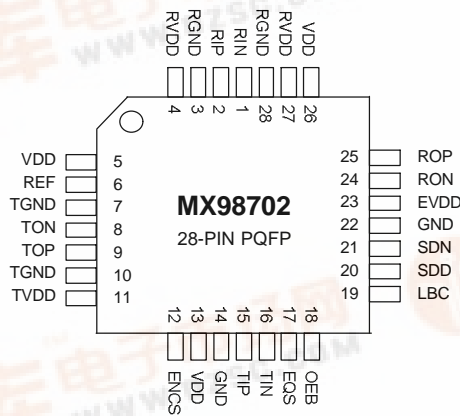 RVDD RGND RIP RIN RGND RVDD VDD
4 3 2 1 28 27 26
VDD 5
REF 6
TGND 7
TON 8
TOP 9
TGND 10
TVDD 11
MX98702
28-PIN PQFP
25 ROP
24 RON
23 EVDD
22 GND
21 SDN
20 SDD
19 LBC
12 13 14 15 16 17 18
ENCS VDD GND TIP TIN EQS OEB